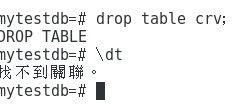 mytestdb=# drop table crv;
DROP TABLE
mytestdb=# \dt
找不到關聯。
mytestdb=#